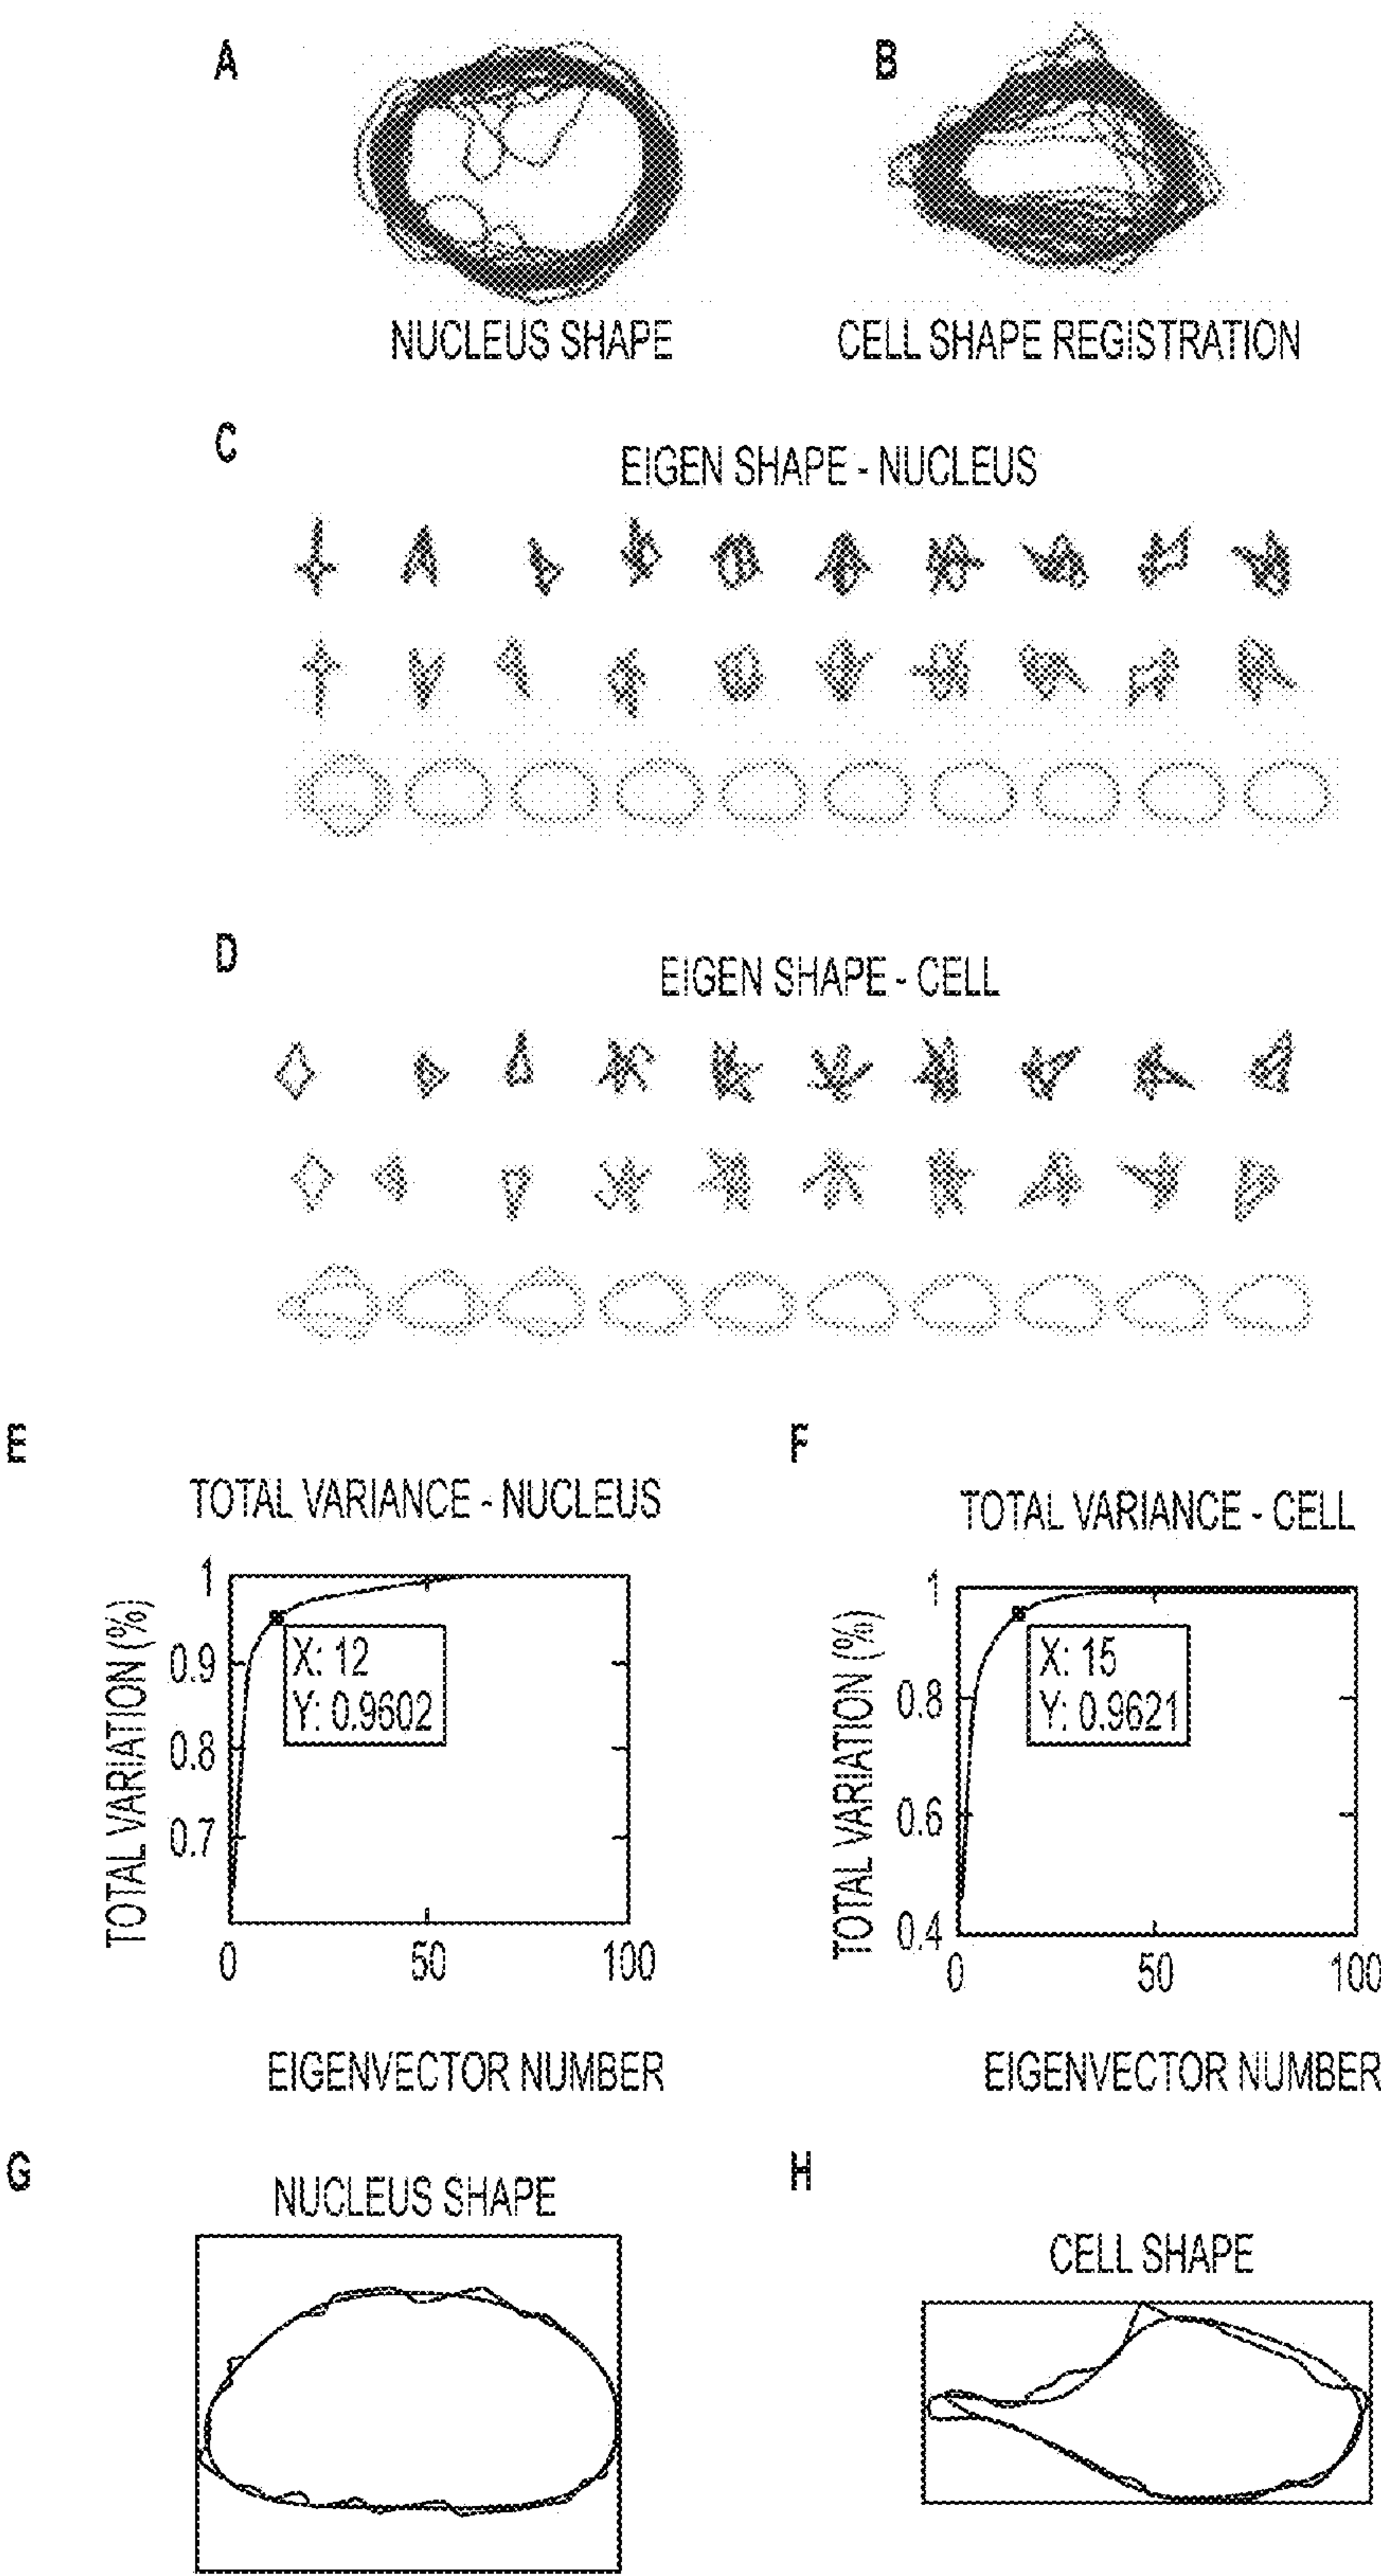 A
B
NUCLEUS SHAPE
CELL SHAPE REGISTRATION
C
EIGEN SHAPE - NUCLEUS
D
EIGEN SHAPE - CELL
E
F
TOTAL VARIANCE - NUCLEUS
TOTAL VARIANCE - CELL
TOTAL VARIATION (%)
1
0.9
0.8
0.7
X: 12
Y: 0.9602
0
50
100
EIGENVECTOR NUMBER
TOTAL VARIATION (%)
1
0.8
0.6
0.4
X: 15
Y: 0.9621
0
50
100
EIGENVECTOR NUMBER
G
H
NUCLEUS SHAPE
CELL SHAPE